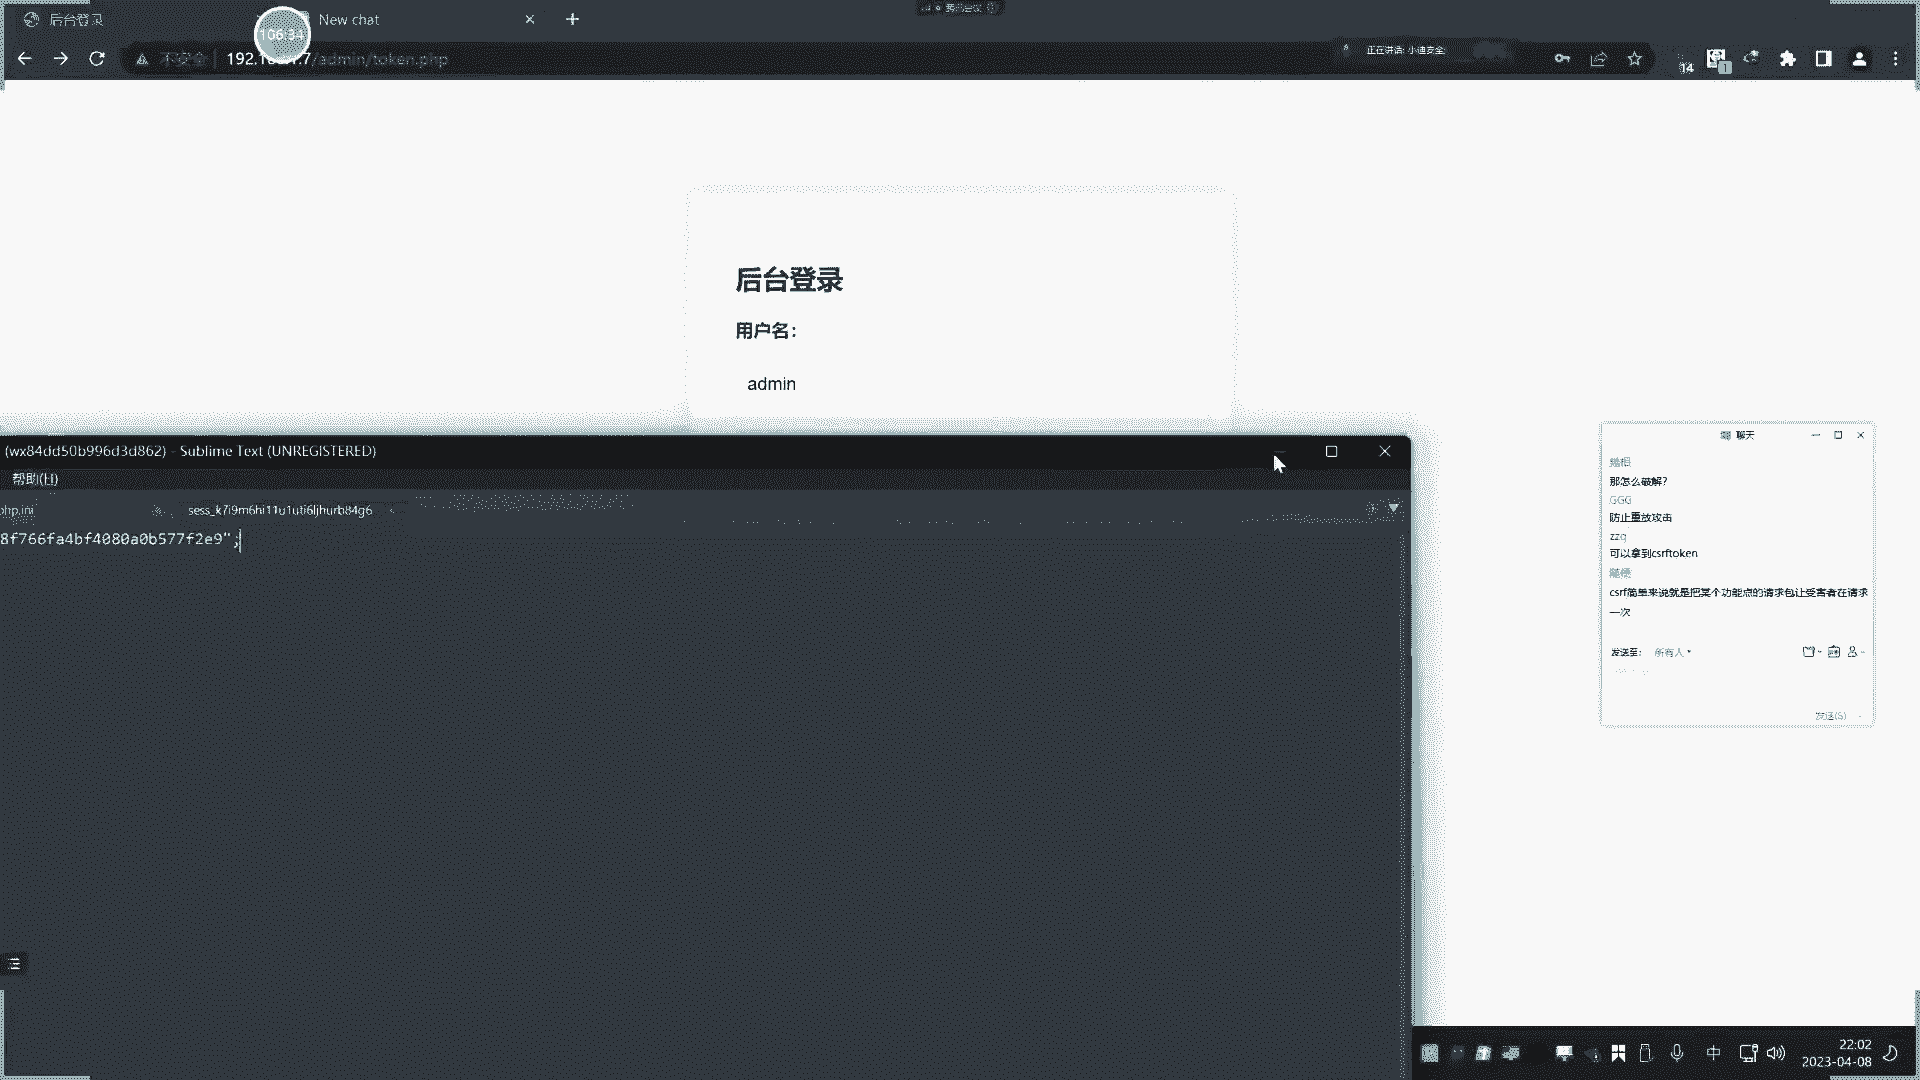 后台登录
New chat
腾讯会议
106:34
不安全
192.16
.7/admin/token.php
正在讲话: 小迪安全;
14
1
后台登录
用户名：
admin
(wx84dd50b996d3d862) - Sublime Text (UNREGISTERED)
帮助(H)
php.ini
sess_k7i9m6hi11u1uti6ljhurb84g6
8f766fa4bf4080a0b577f2e9";
聊天
那怎么破解？
GGG
防止重放攻击
zzq
可以拿到csrftoken
csrf简单来说就是把某个功能点的请求包让受害者在请求
一次
发送至：
所有人
发送(S)
中
22:02
2023-04-08